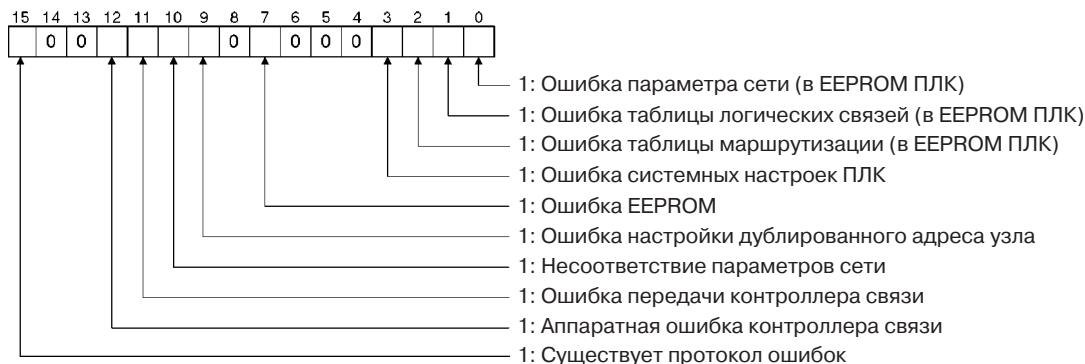 15 14 13 12 11 10 9 8 7 6 5 4 3 2 1 0
0 0 0 0 0 0
1: Ошибка параметра сети (в EEPROM ПЛК)
1: Ошибка таблицы логических связей (в EEPROM ПЛК)
1: Ошибка таблицы маршрутизации (в EEPROM ПЛК)
1: Ошибка системных настроек ПЛК
1: Ошибка EEPROM
1: Ошибка настройки дублированного адреса узла
1: Несоответствие параметров сети
1: Ошибка передачи контроллера связи
1: Аппаратная ошибка контроллера связи
1: Существует протокол ошибок